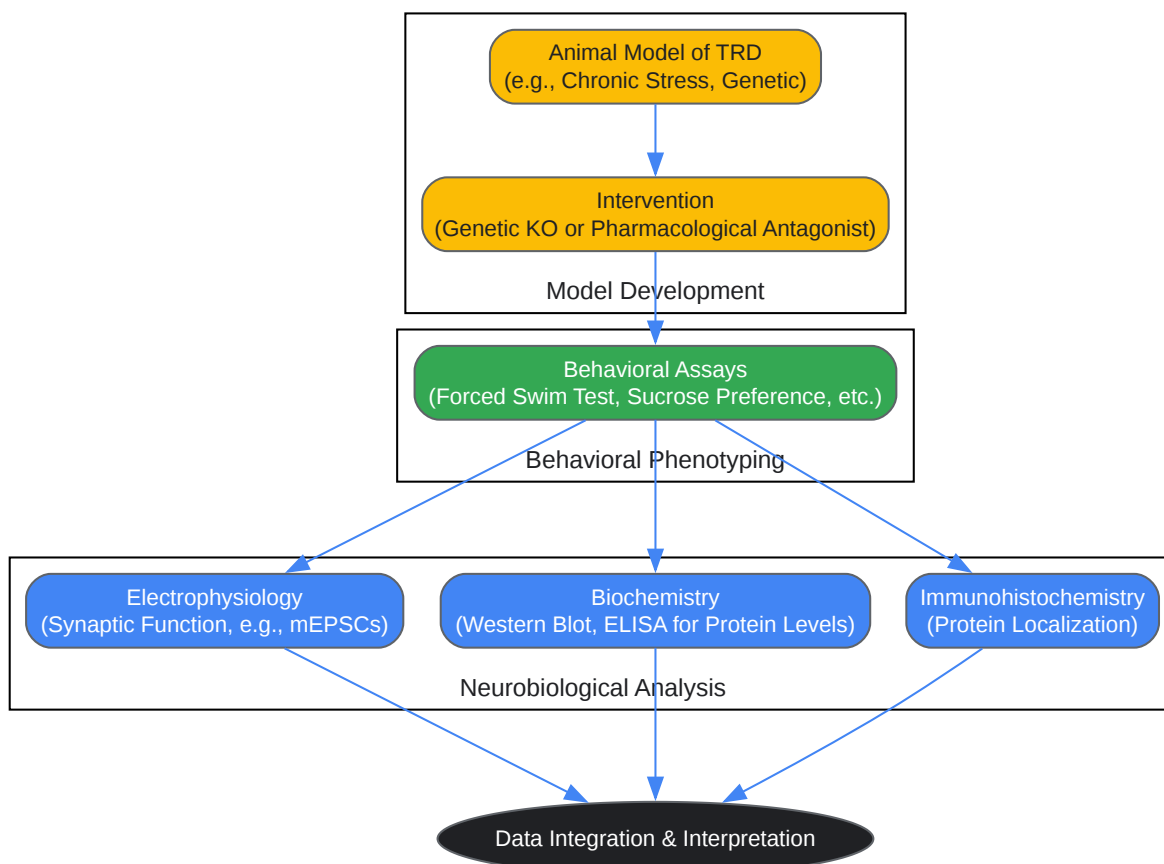 Animal Model of TRD
(e.g., Chronic Stress, Genetic)
Intervention
(Genetic KO or Pharmacological Antagonist)
Model Development
Behavioral Assays
(Forced Swim Test, Sucrose Preference, etc.)
Behavioral Phenotyping
Electrophysiology
(Synaptic Function, e.g., mEPSCs)
Biochemistry
(Western Blot, ELISA for Protein Levels)
Immunohistochemistry
(Protein Localization)
Neurobiological Analysis
Data Integration & Interpretation